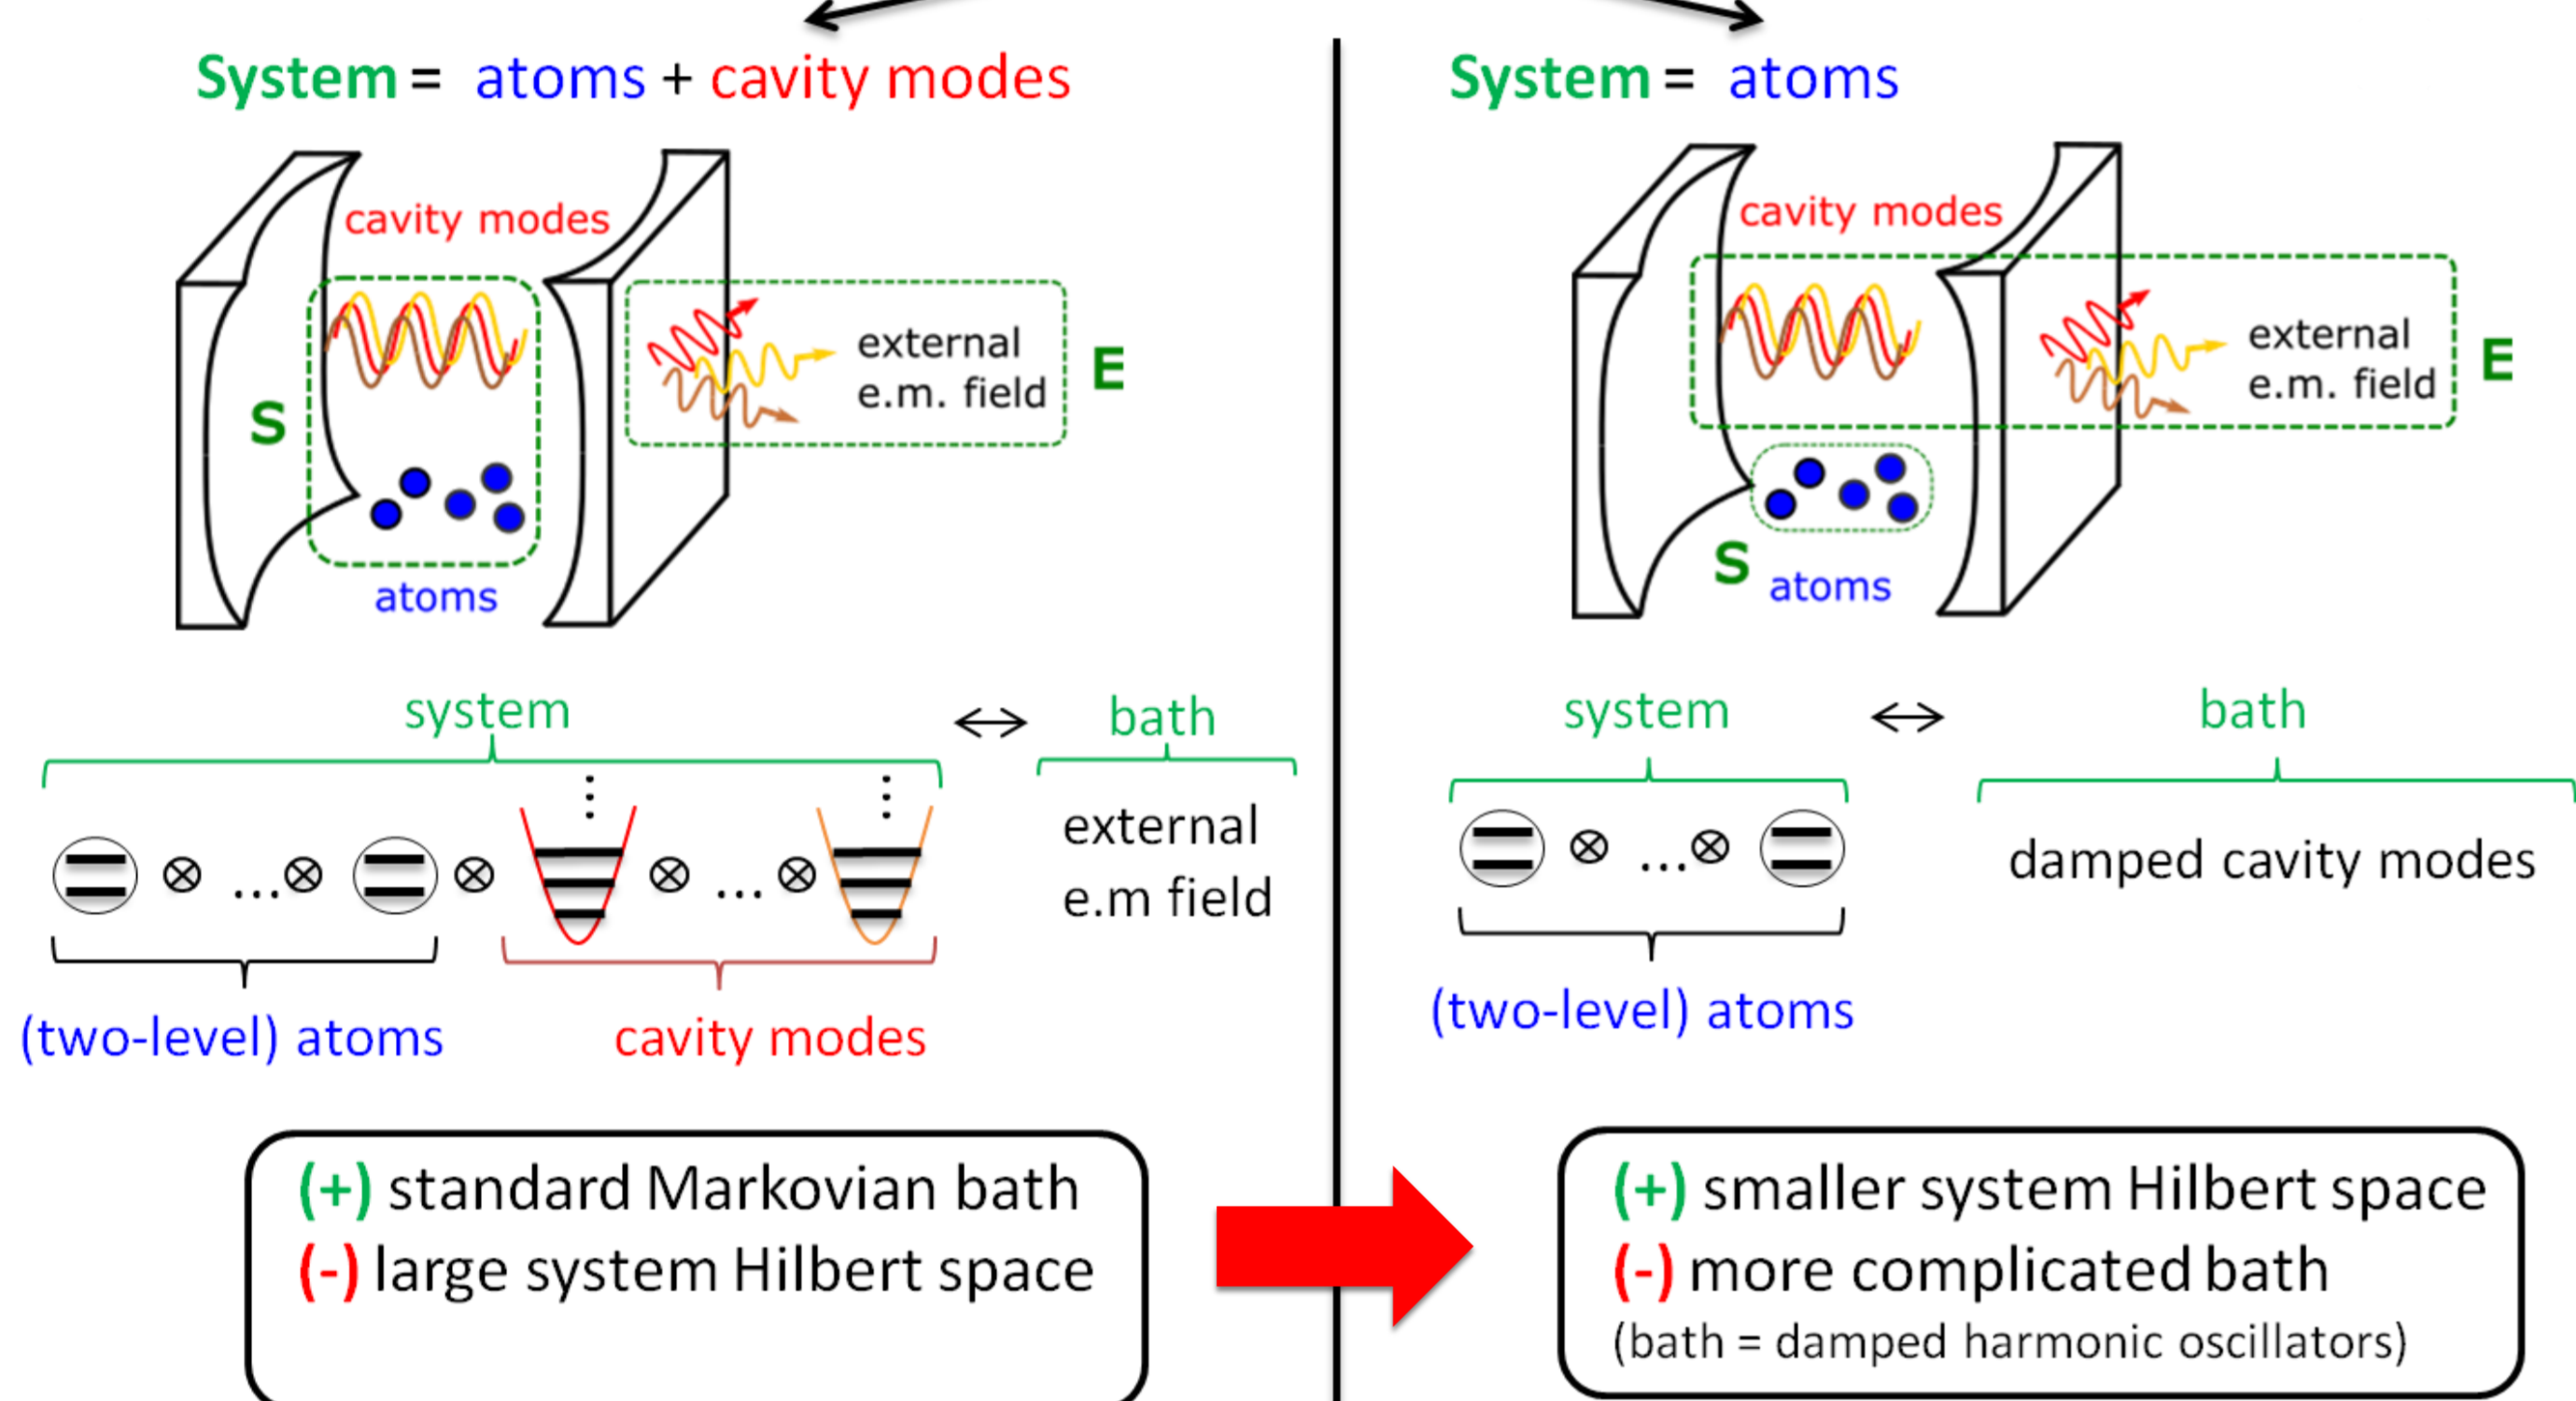 System = atoms + cavity modes
cavity modes
external
e.m. field
E
S
atoms
system ↔ bath
⊗ ...⊗ ⊗ ⊗ ... ⊗
external
e.m field
(two-level) atoms
cavity modes
(+) standard Markovian bath
(-) large system Hilbert space
System = atoms
cavity modes
external
e.m. field
E
S
atoms
system ↔ bath
⊗ ...⊗
damped cavity modes
(two-level) atoms
(+) smaller system Hilbert space
(-) more complicated bath
(bath = damped harmonic oscillators)